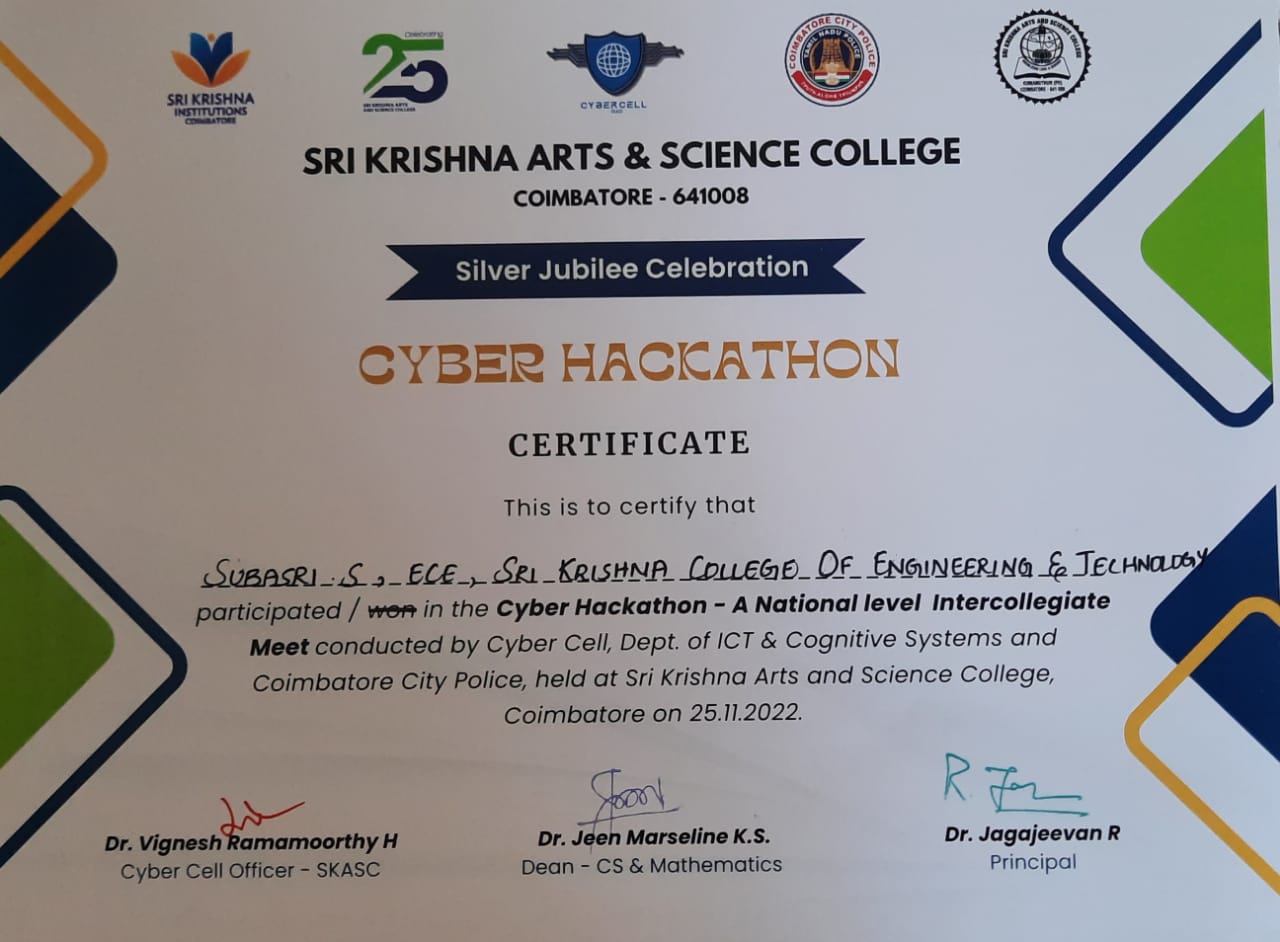 SRI KRISHNA
INSTITUTIONS
COIMBATORE
Celebrating
25
SRI KRISHNA ARTS
AND SCIENCE COLLEGE
CYBERCELL
COIMBATORE CITY POLICE
TAMIL NADU POLICE
TRUTH ALONE TRIUMPHS
SRI KRISHNA ARTS AND SCIENCE COLLEGE
COIMBATORE - 641 008
SRI KRISHNA ARTS & SCIENCE COLLEGE
COIMBATORE - 641008
Silver Jubilee Celebration
CYBER HACKATHON
CERTIFICATE
This is to certify that
SUBASRI .S, ECE, SRI KRISHNA COLLEGE OF ENGINEERING & TECHNOLOGY
participated / won in the Cyber Hackathon - A National level Intercollegiate
Meet conducted by Cyber Cell, Dept. of ICT & Cognitive Systems and
Coimbatore City Police, held at Sri Krishna Arts and Science College,
Coimbatore on 25.11.2022.
R. Jag
Dr. Vignesh Ramamoorthy H
Dr. Jeen Marseline K.S.
Dr. Jagajeevan R
Cyber Cell Officer - SKASC
Dean - CS & Mathematics
Principal